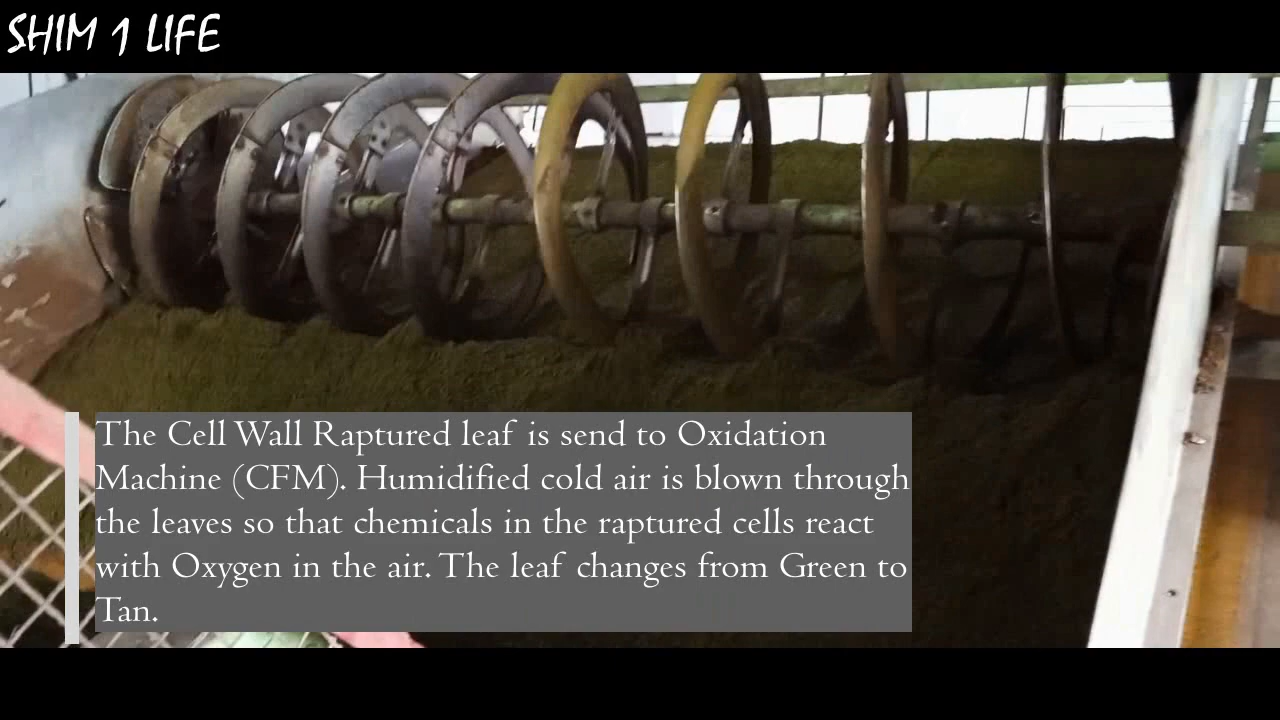 SHIM 1 LIFE
The Cell Wall Raptured leaf is send to Oxidation
Machine (CFM). Humidified cold air is blown through
the leaves so that chemicals in the raptured cells react
with Oxygen in the air. The leaf changes from Green to
Tan.